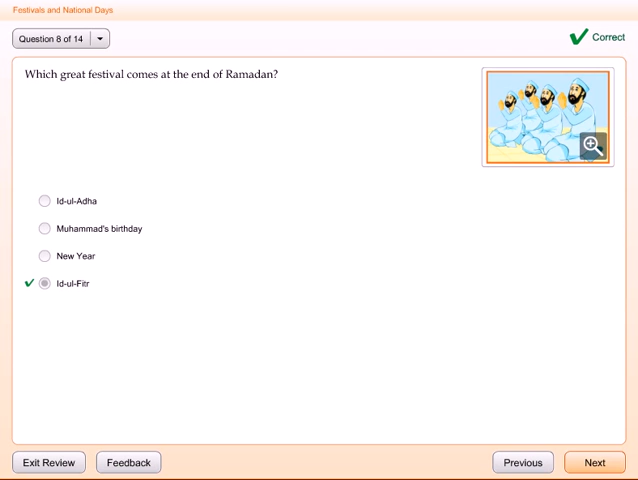 Festivals and National Days
Question 8 of 14
Correct
Which great festival comes at the end of Ramadan?
Id-ul-Adha
Muhammad's birthday
New Year
Id-ul-Fitr
Exit Review
Feedback
Previous
Next